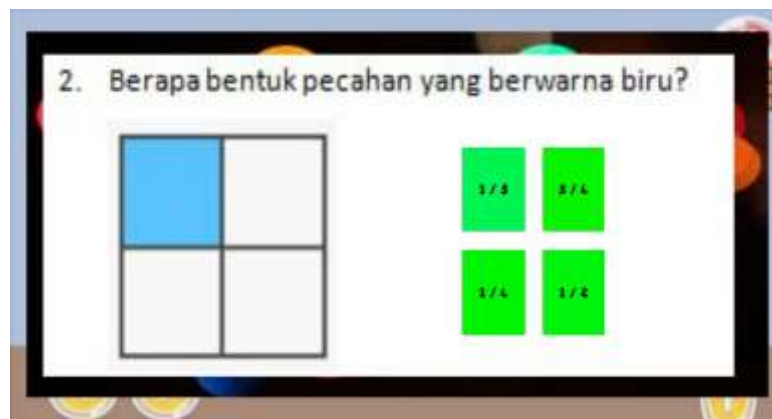 2. Berapa bentuk pecahan yang berwarna biru?
1 / 3
3 / 4
1 / 4
1 / 2